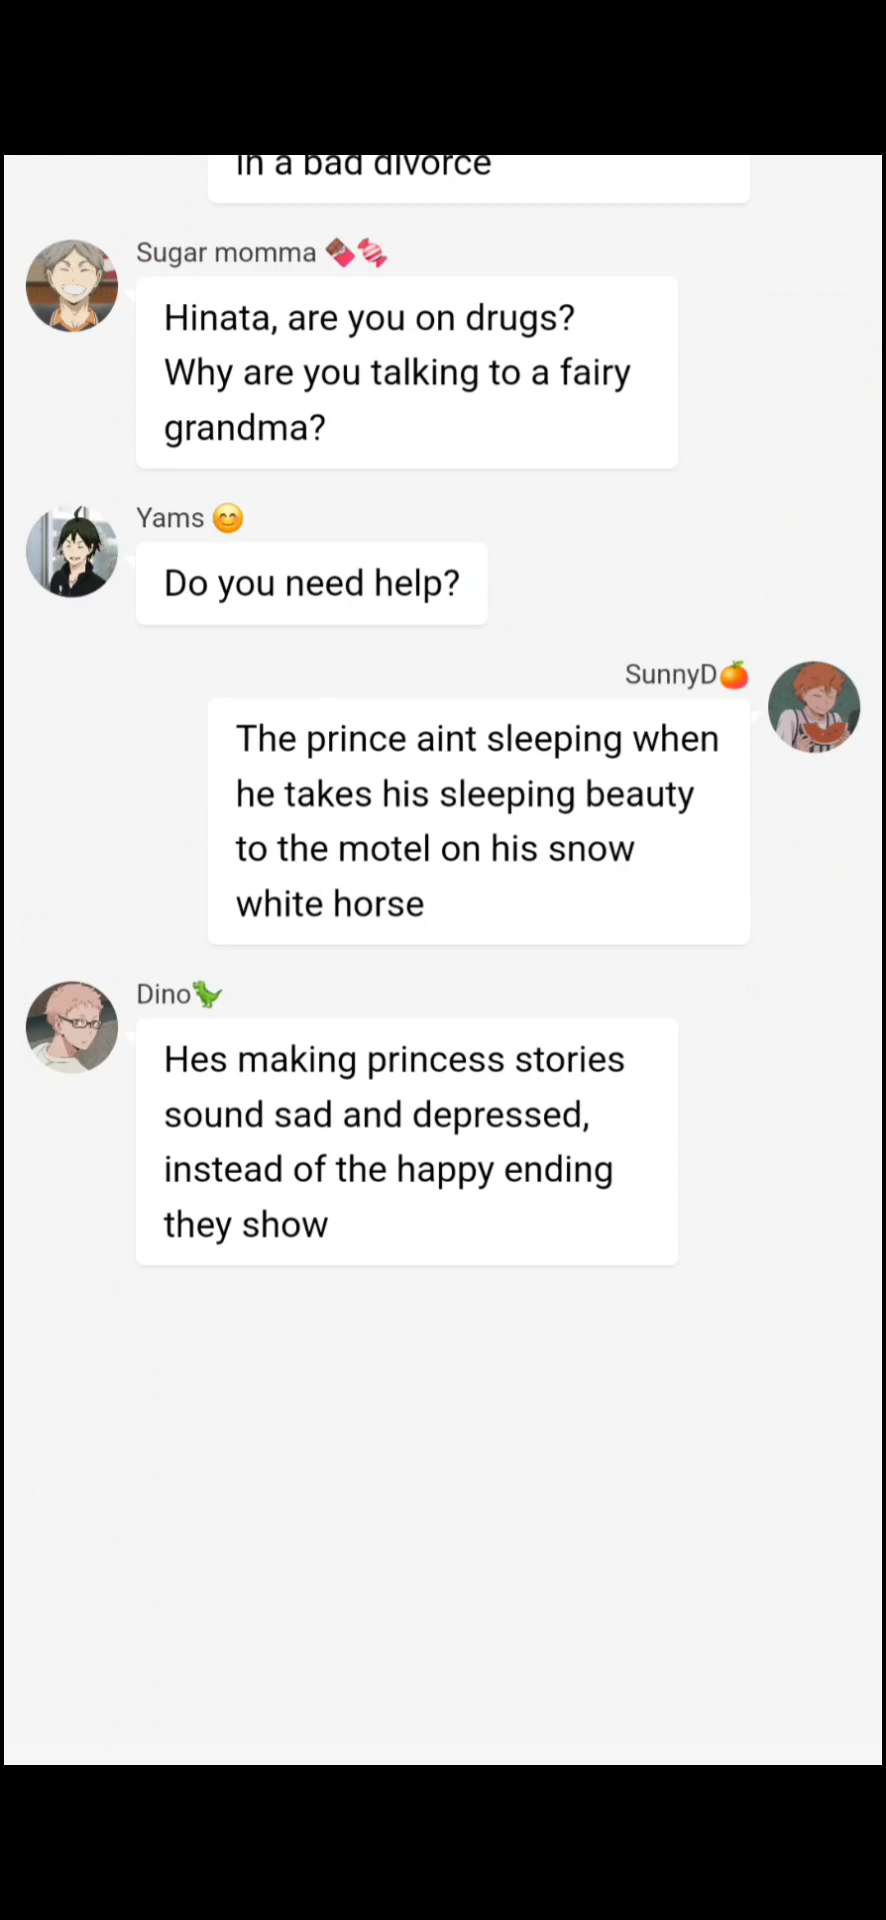 in a bad divorce
Sugar momma 🍫🍬
Hinata, are you on drugs?
Why are you talking to a fairy
grandma?
Yams 😊
Do you need help?
SunnyD🍊
The prince aint sleeping when
he takes his sleeping beauty
to the motel on his snow
white horse
Dino🦖
Hes making princess stories
sound sad and depressed,
instead of the happy ending
they show